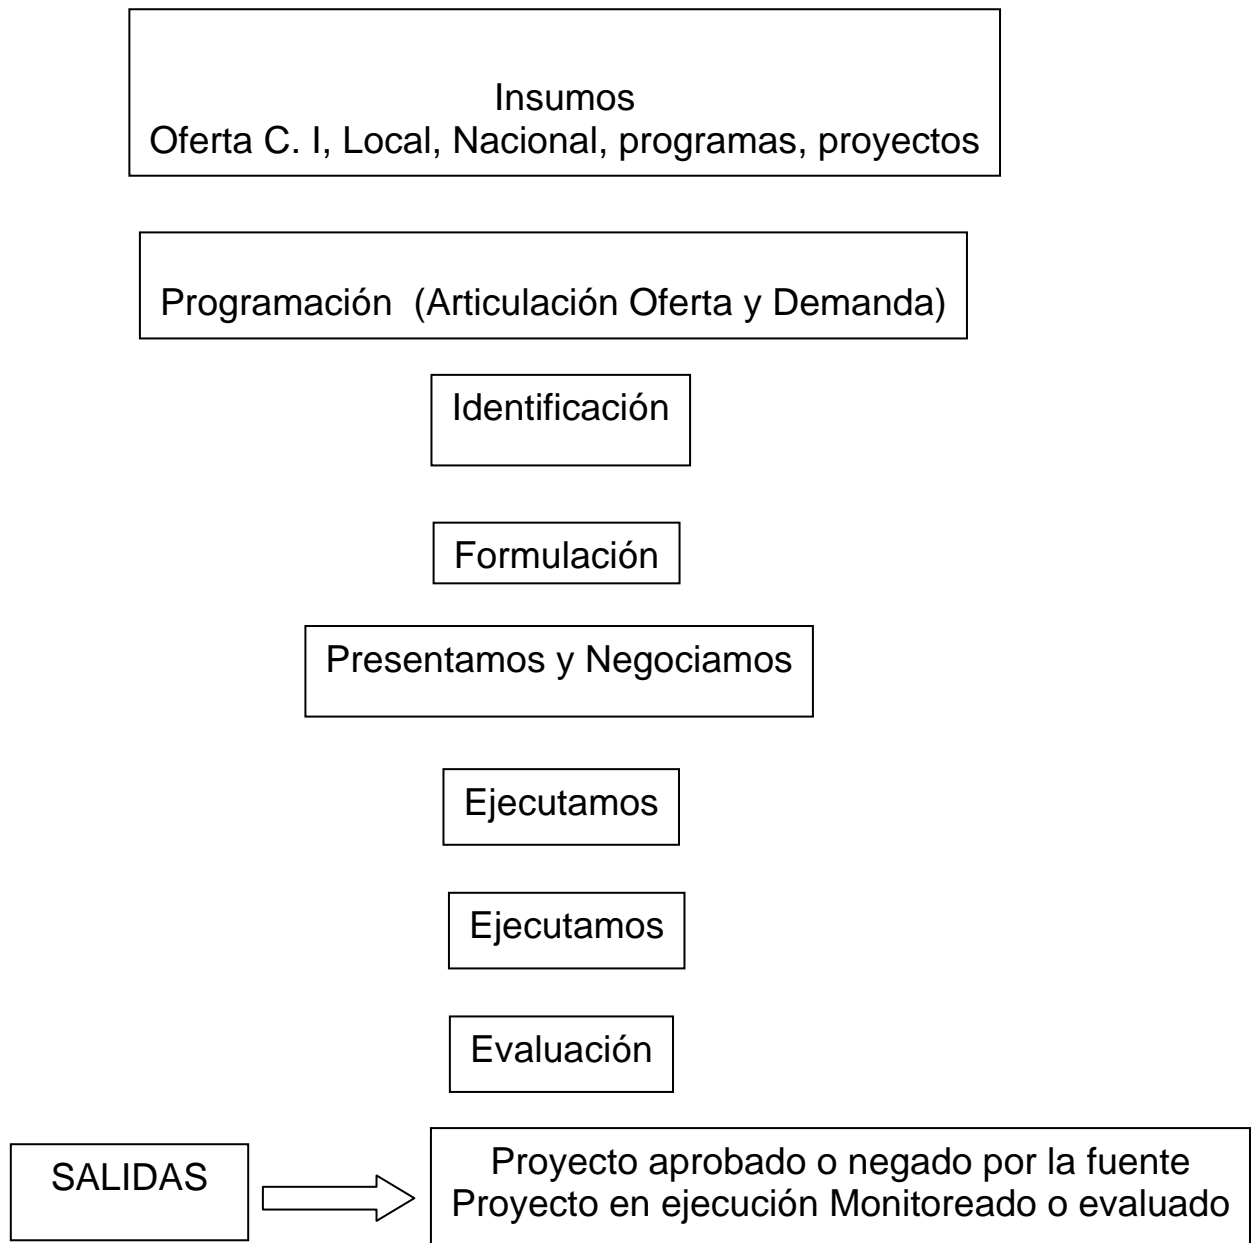 Insumos
Oferta C. I, Local, Nacional, programas, proyectos
Programación  (Articulación Oferta y Demanda)
Identificación
Formulación
Presentamos y Negociamos
Ejecutamos
Ejecutamos
Evaluación
SALIDAS
Proyecto aprobado o negado por la fuente
Proyecto en ejecución Monitoreado o evaluado